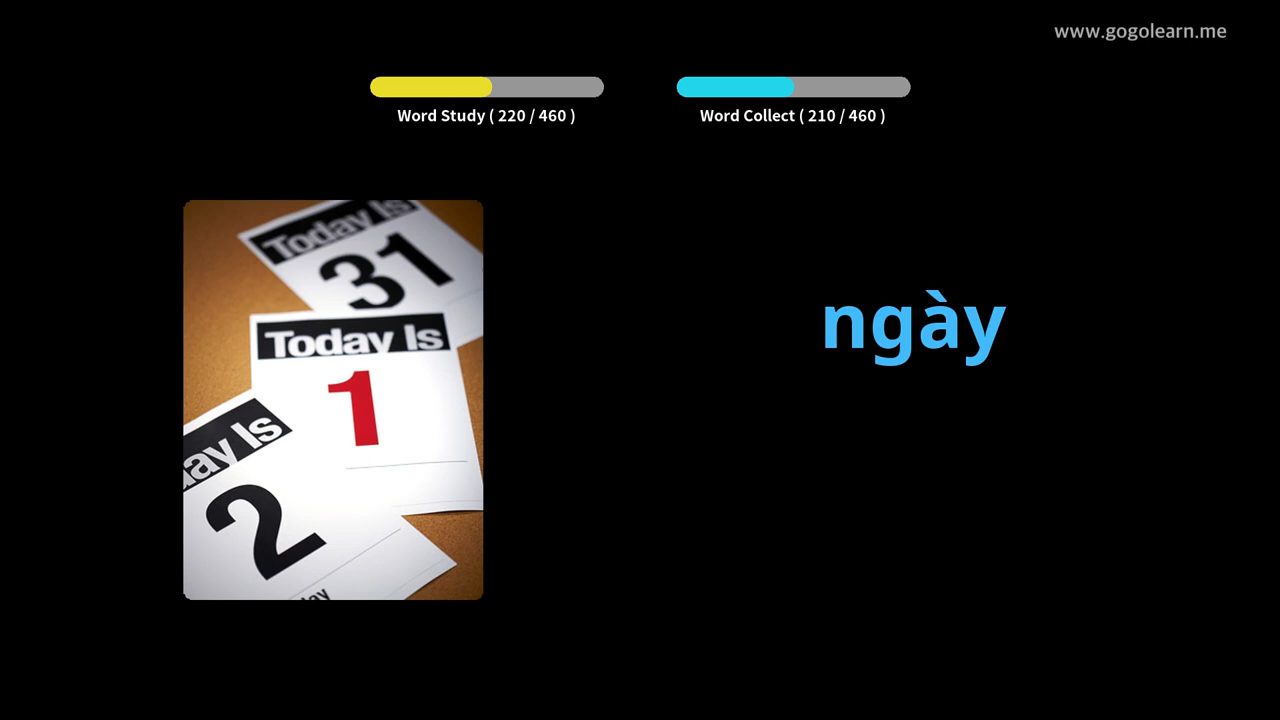 www.gogolearn.me
Word Study ( 220 / 460 )
Word Collect ( 210 / 460 )
Today Is
31
Today Is
1
ay Is
2
ngày